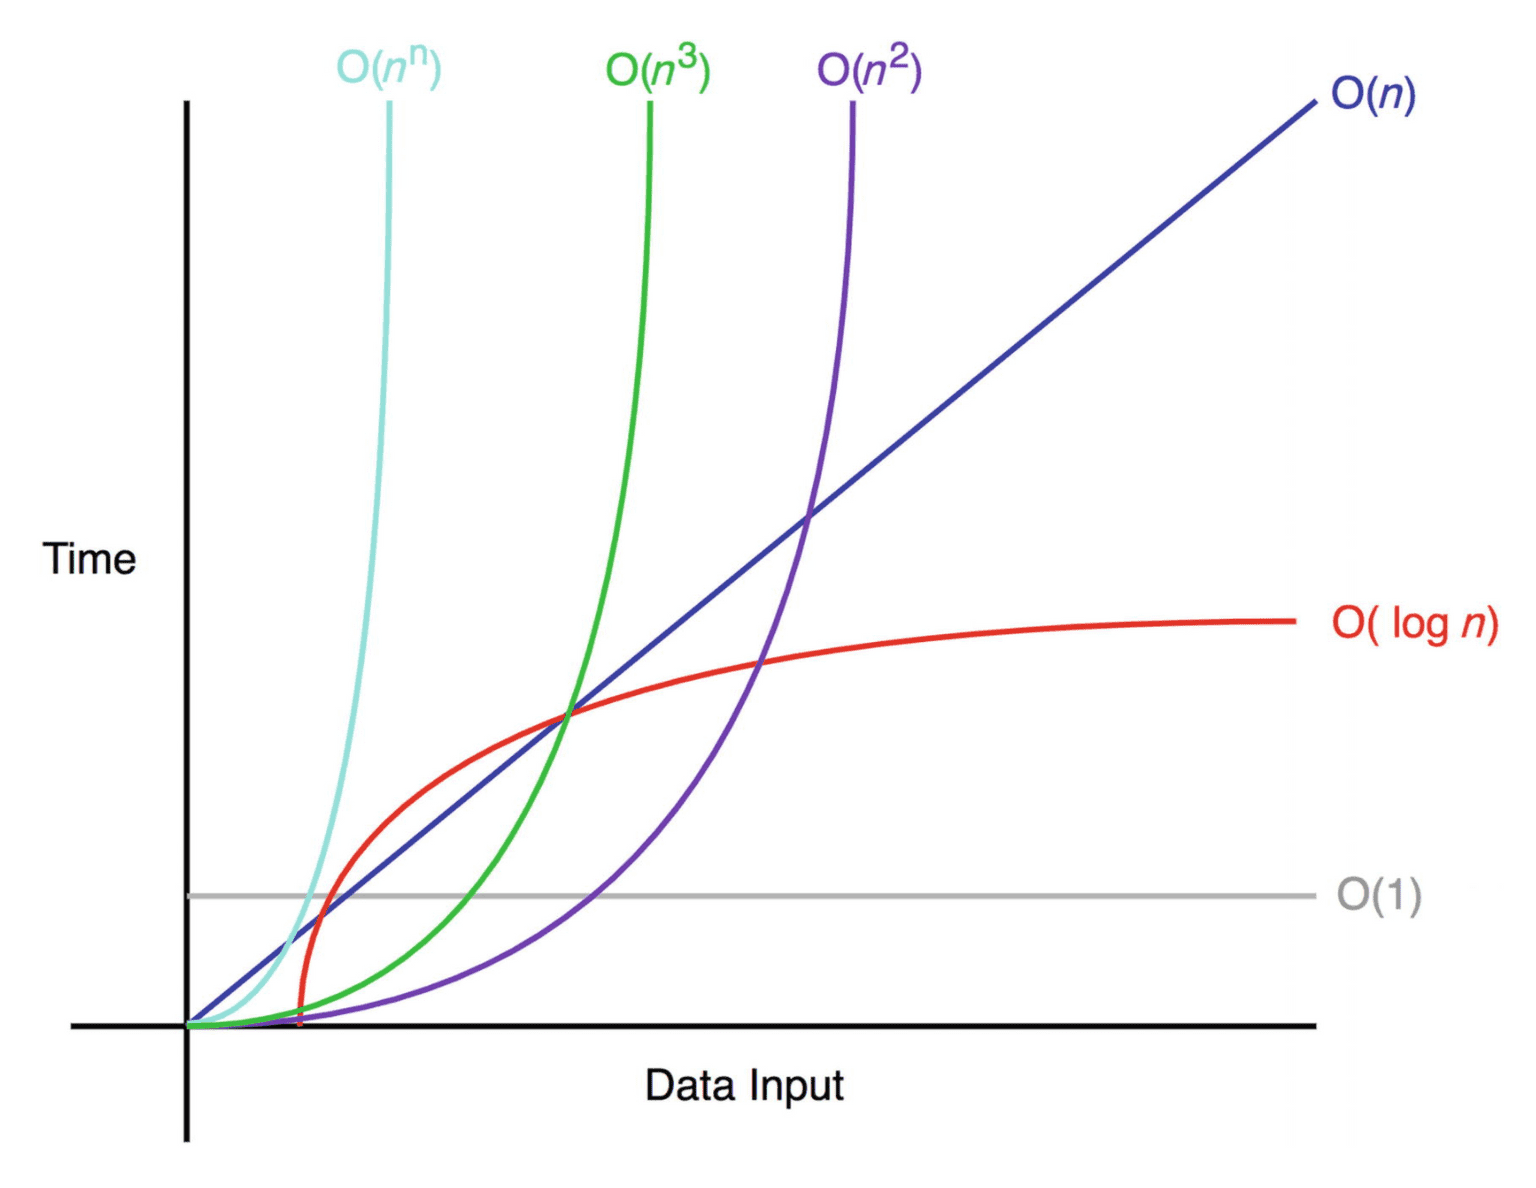 O(nⁿ)
O(n³)
O(n²)
O(n)
Time
O( log n)
O(1)
Data Input